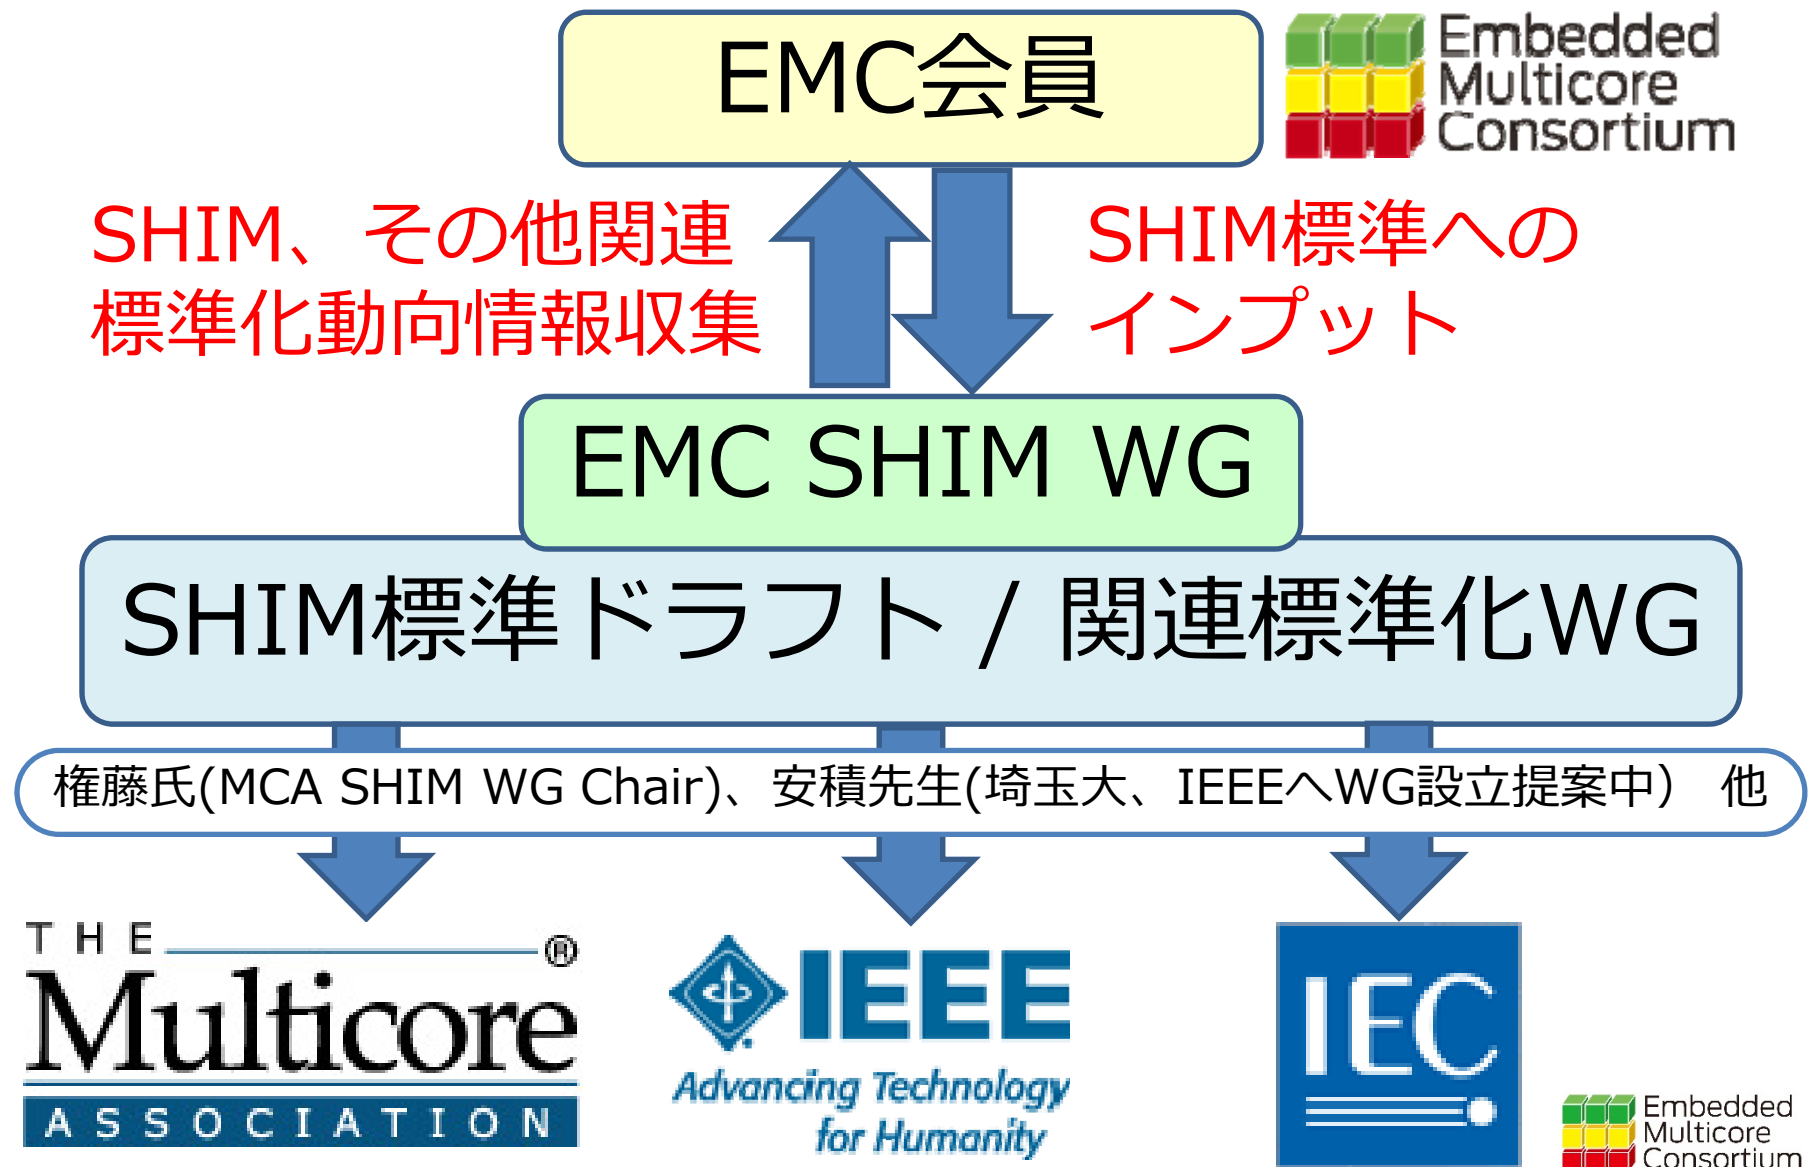 EMC会員
Embedded
Multicore
Consortium
SHIM、その他関連
標準化動向情報収集
SHIM標準への
インプット
EMC SHIM WG
SHIM標準ドラフト / 関連標準化WG
権藤氏(MCA SHIM WG Chair)、安積先生(埼玉大、IEEEへWG設立提案中） 他
THE
Multicore®
ASSOCIATION
IEEE
Advancing Technology
for Humanity
IEC
Embedded
Multicore
Consortium